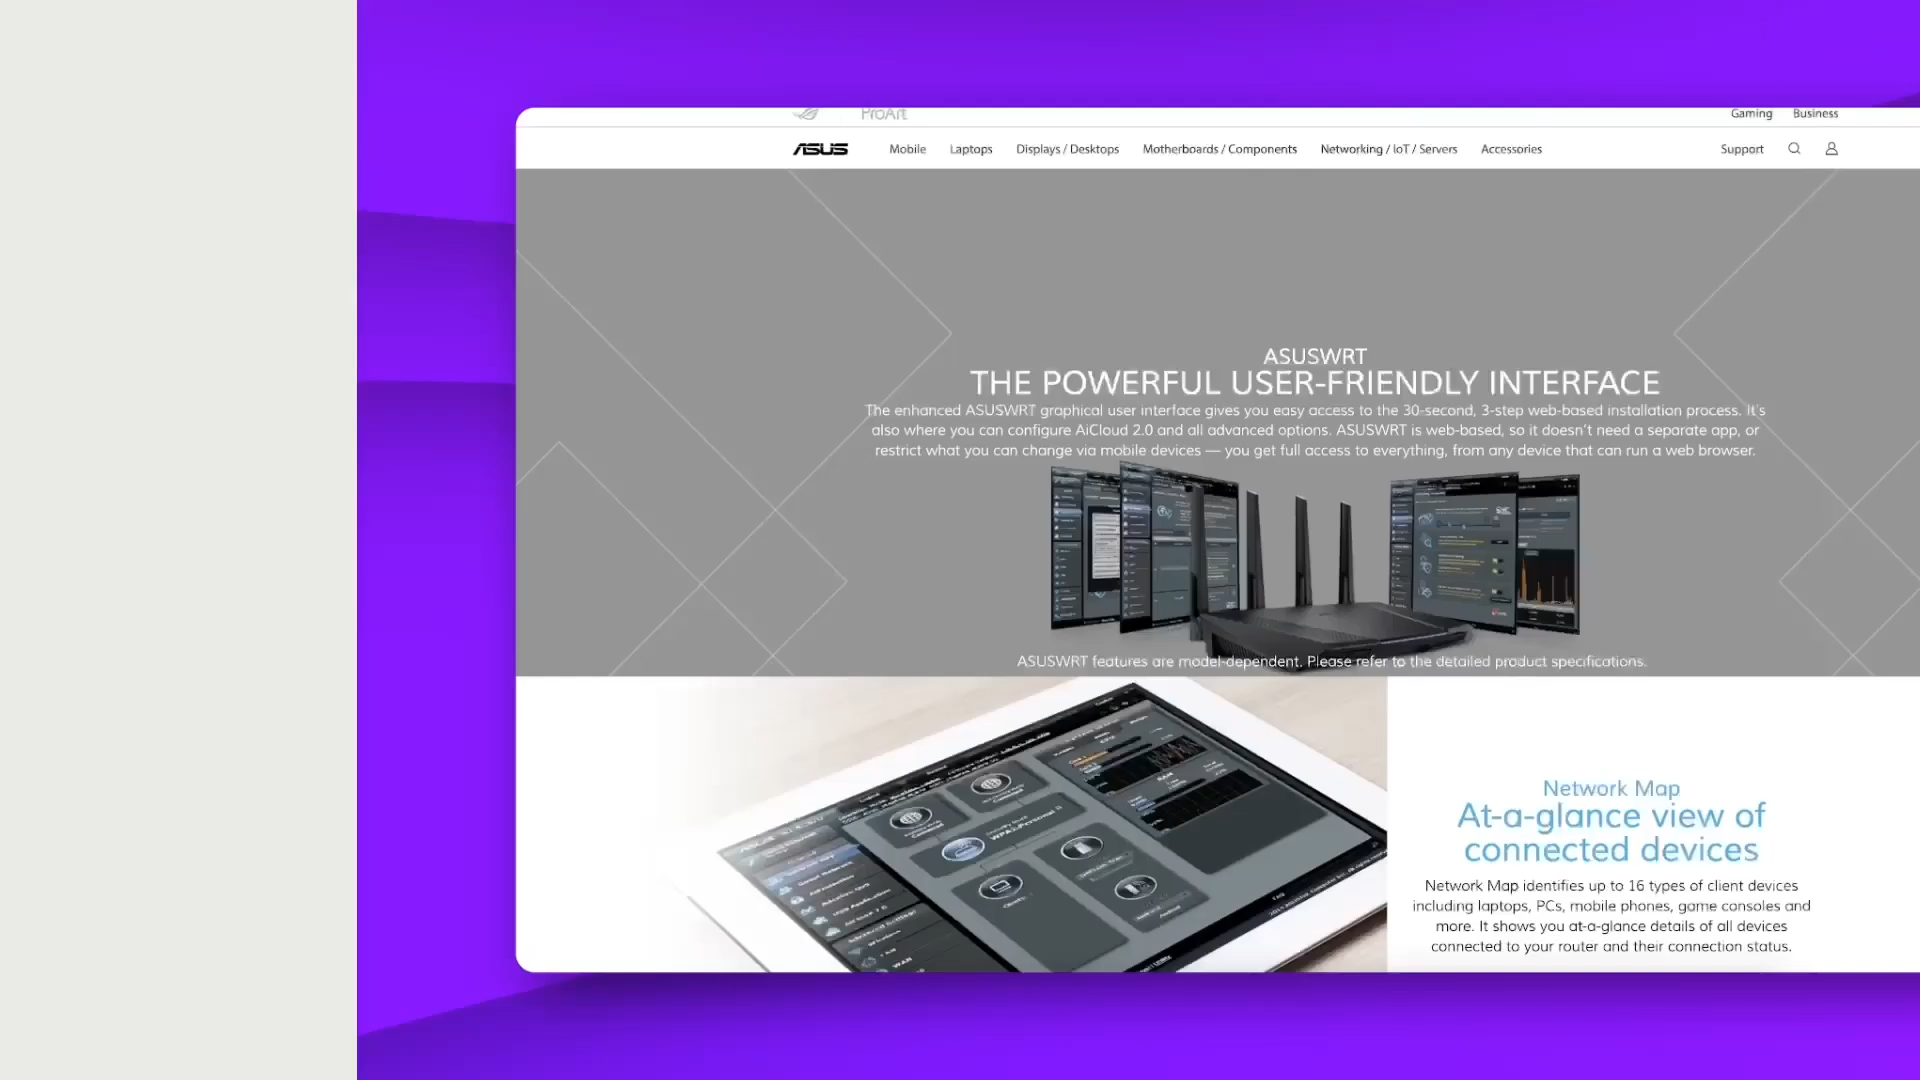 ProArt
Gaming Business
ASUS Mobile Laptops Displays / Desktops Motherboards / Components Networking / IoT / Servers Accessories Support
ASUSWRT
THE POWERFUL USER-FRIENDLY INTERFACE
The enhanced ASUSWRT graphical user interface gives you easy access to the 30-second, 3-step web-based installation process. It's
also where you can configure AiCloud 2.0 and all advanced options. ASUSWRT is web-based, so it doesn't need a separate app, or
restrict what you can change via mobile devices — you get full access to everything, from any device that can run a web browser.
ASUSWRT features are model-dependent. Please refer to the detailed product specifications.
WPA2-Personal
RAM
WAN
Network Map
At-a-glance view of
connected devices
Network Map identifies up to 16 types of client devices
including laptops, PCs, mobile phones, game consoles and
more. It shows you at-a-glance details of all devices
connected to your router and their connection status.